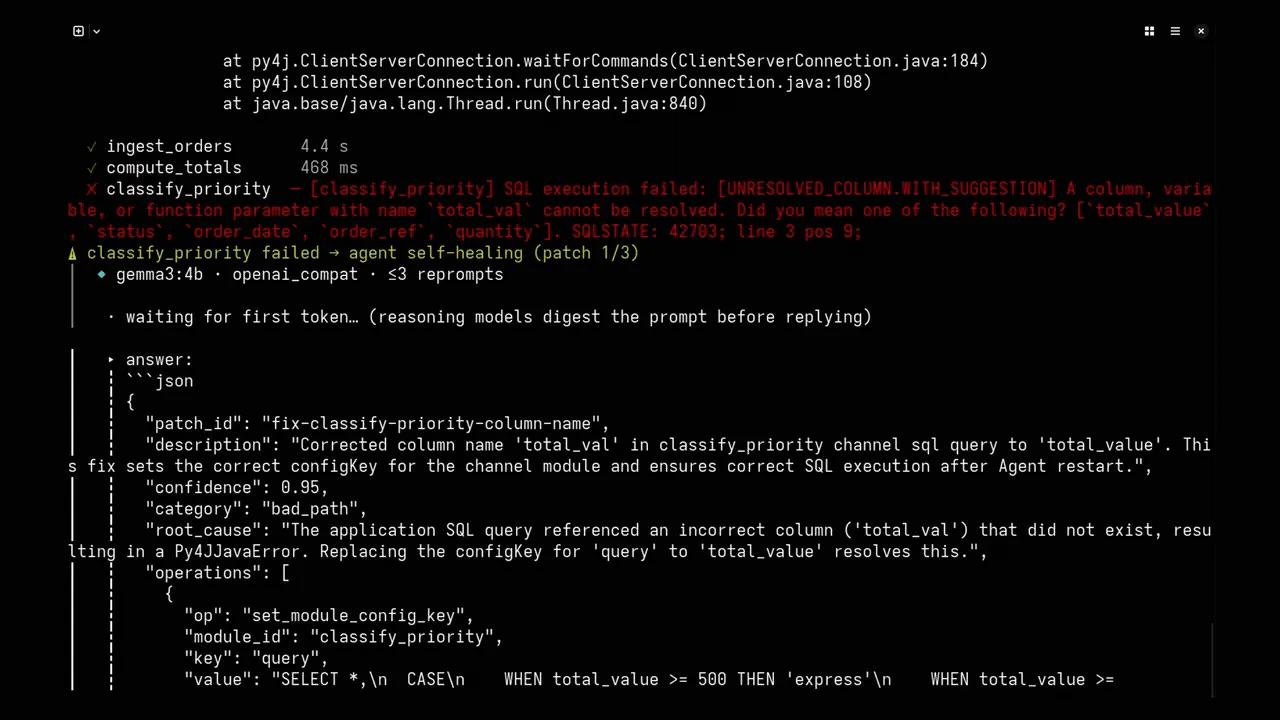 at py4j.ClientServerConnection.waitForCommands(ClientServerConnection.java:184)
at py4j.ClientServerConnection.run(ClientServerConnection.java:108)
at java.base/java.lang.Thread.run(Thread.java:840)
✓ ingest_orders 4.4 s
✓ compute_totals 468 ms
✗ classify_priority — [classify_priority] SQL execution failed: [UNRESOLVED_COLUMN.WITH_SUGGESTION] A column, varia
ble, or function parameter with name `total_val` cannot be resolved. Did you mean one of the following? [`total_value`
, `status`, `order_date`, `order_ref`, `quantity`]. SQLSTATE: 42703; line 3 pos 9;
⚠ classify_priority failed → agent self-healing (patch 1/3)
◆ gemma3:4b · openai_compat · ≤3 reprompts
· waiting for first token… (reasoning models digest the prompt before replying)
▸ answer:
```json
{
"patch_id": "fix-classify-priority-column-name",
"description": "Corrected column name 'total_val' in classify_priority channel sql query to 'total_value'. Thi
s fix sets the correct configKey for the channel module and ensures correct SQL execution after Agent restart.",
"confidence": 0.95,
"category": "bad_path",
"root_cause": "The application SQL query referenced an incorrect column ('total_val') that did not exist, resu
lting in a Py4JJavaError. Replacing the configKey for 'query' to 'total_value' resolves this.",
"operations": [
{
"op": "set_module_config_key",
"module_id": "classify_priority",
"key": "query",
"value": "SELECT *,\n  CASE\n    WHEN total_value >= 500 THEN 'express'\n    WHEN total_value >=